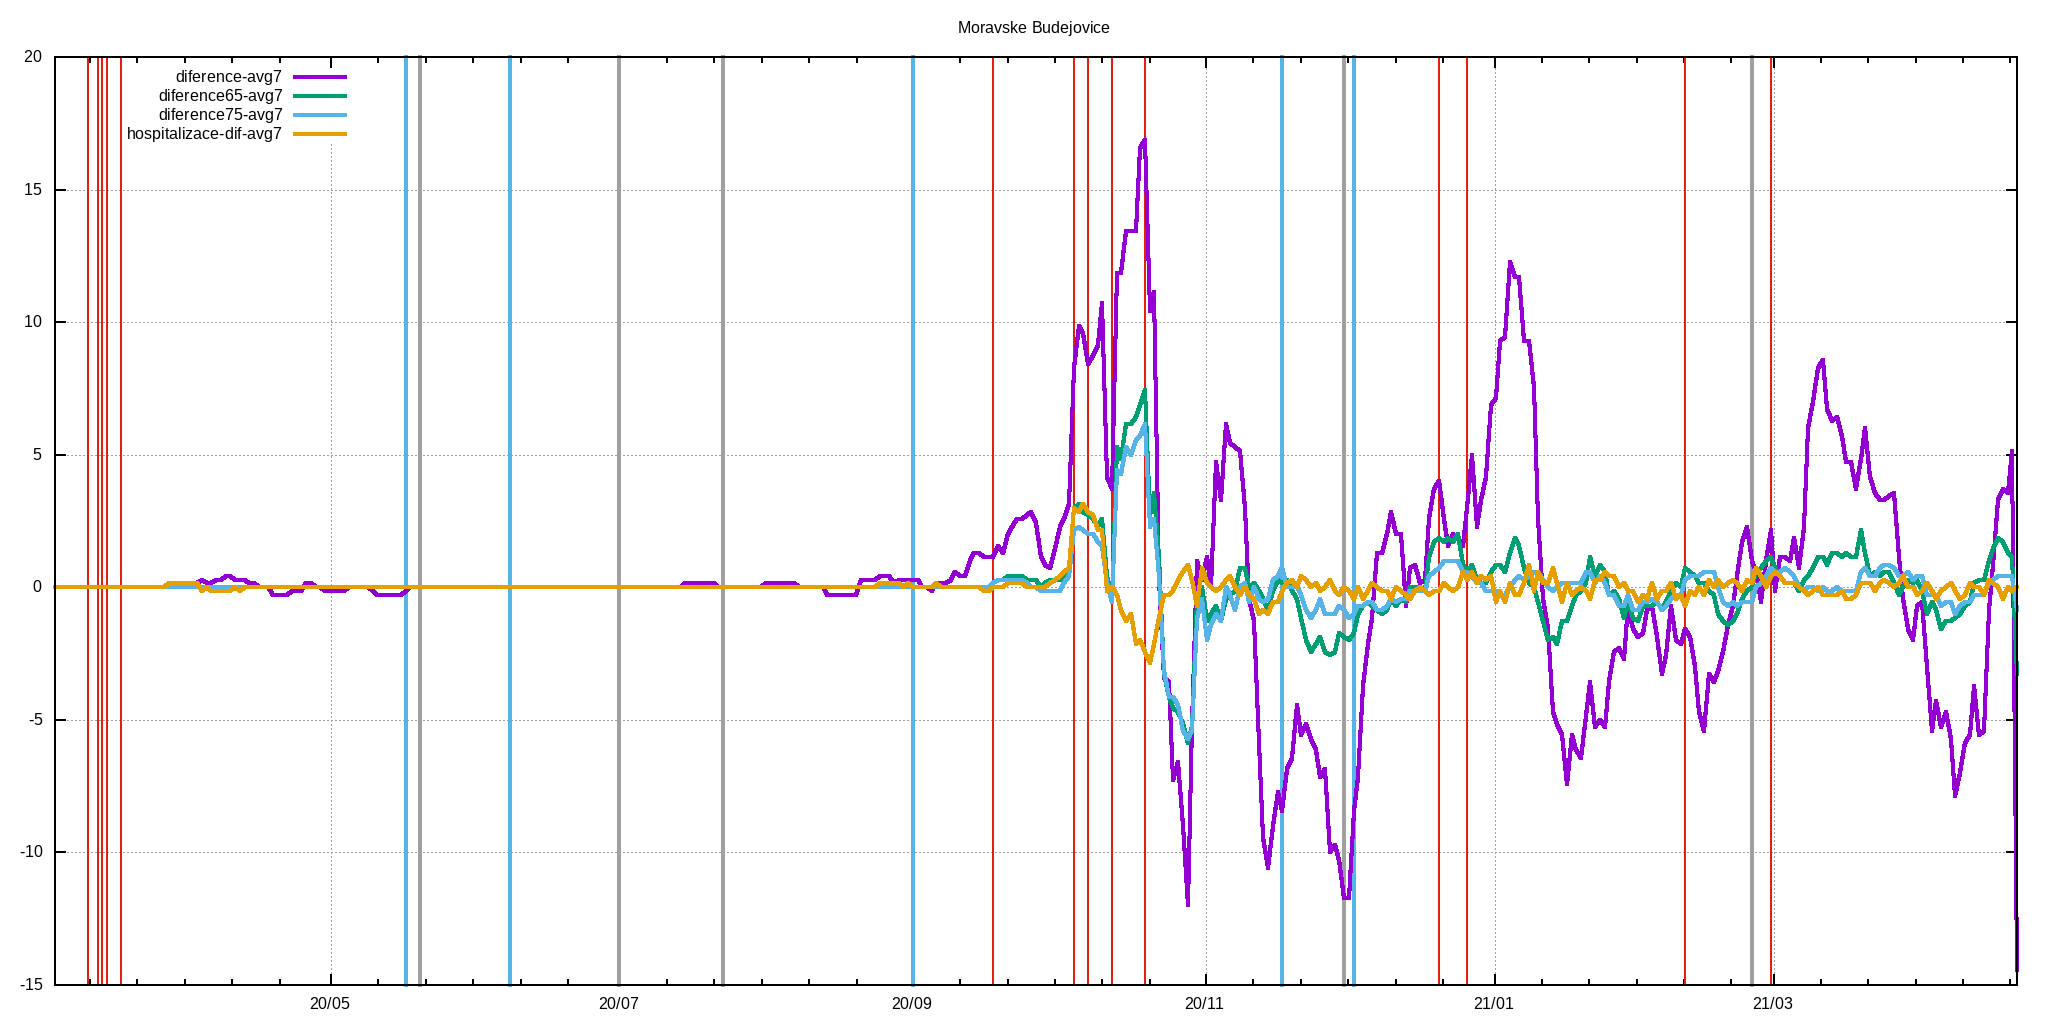 Moravske Budejovice
20
diference-avg7
diference65-avg7
diference75-avg7
hospitalizace-dif-avg7
15
10
5
0
-5
-10
-15
20/05
20/07
20/09
20/11
21/01
21/03